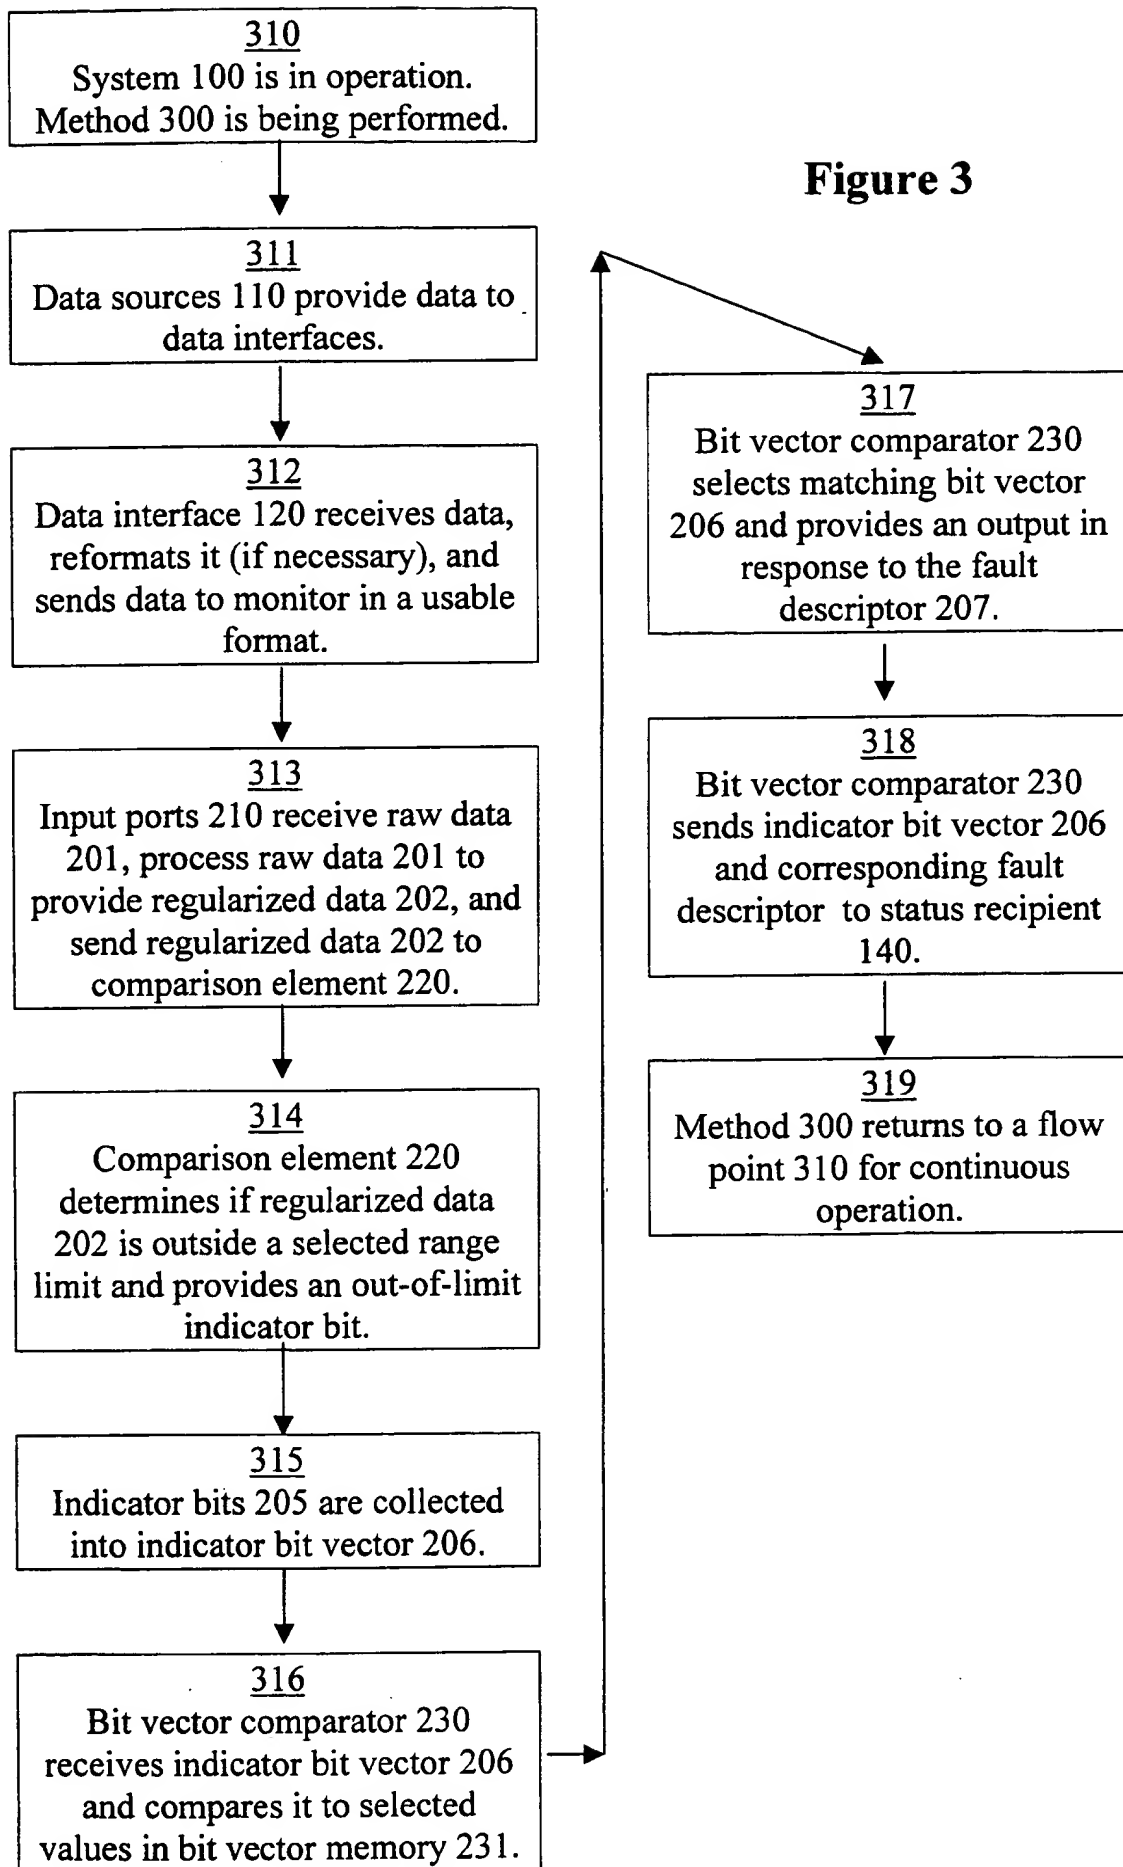 310
System 100 is in operation.
Method 300 is being performed.
Figure 3
311
Data sources 110 provide data to
data interfaces.
312
Data interface 120 receives data,
reformats it (if necessary), and
sends data to monitor in a usable
format.
313
Input ports 210 receive raw data
201, process raw data 201 to
provide regularized data 202, and
send regularized data 202 to
comparison element 220.
314
Comparison element 220
determines if regularized data
202 is outside a selected range
limit and provides an out-of-limit
indicator bit.
315
Indicator bits 205 are collected
into indicator bit vector 206.
316
Bit vector comparator 230
receives indicator bit vector 206
and compares it to selected
values in bit vector memory 231.
317
Bit vector comparator 230
selects matching bit vector
206 and provides an output in
response to the fault
descriptor 207.
318
Bit vector comparator 230
sends indicator bit vector 206
and corresponding fault
descriptor to status recipient
140.
319
Method 300 returns to a flow
point 310 for continuous
operation.